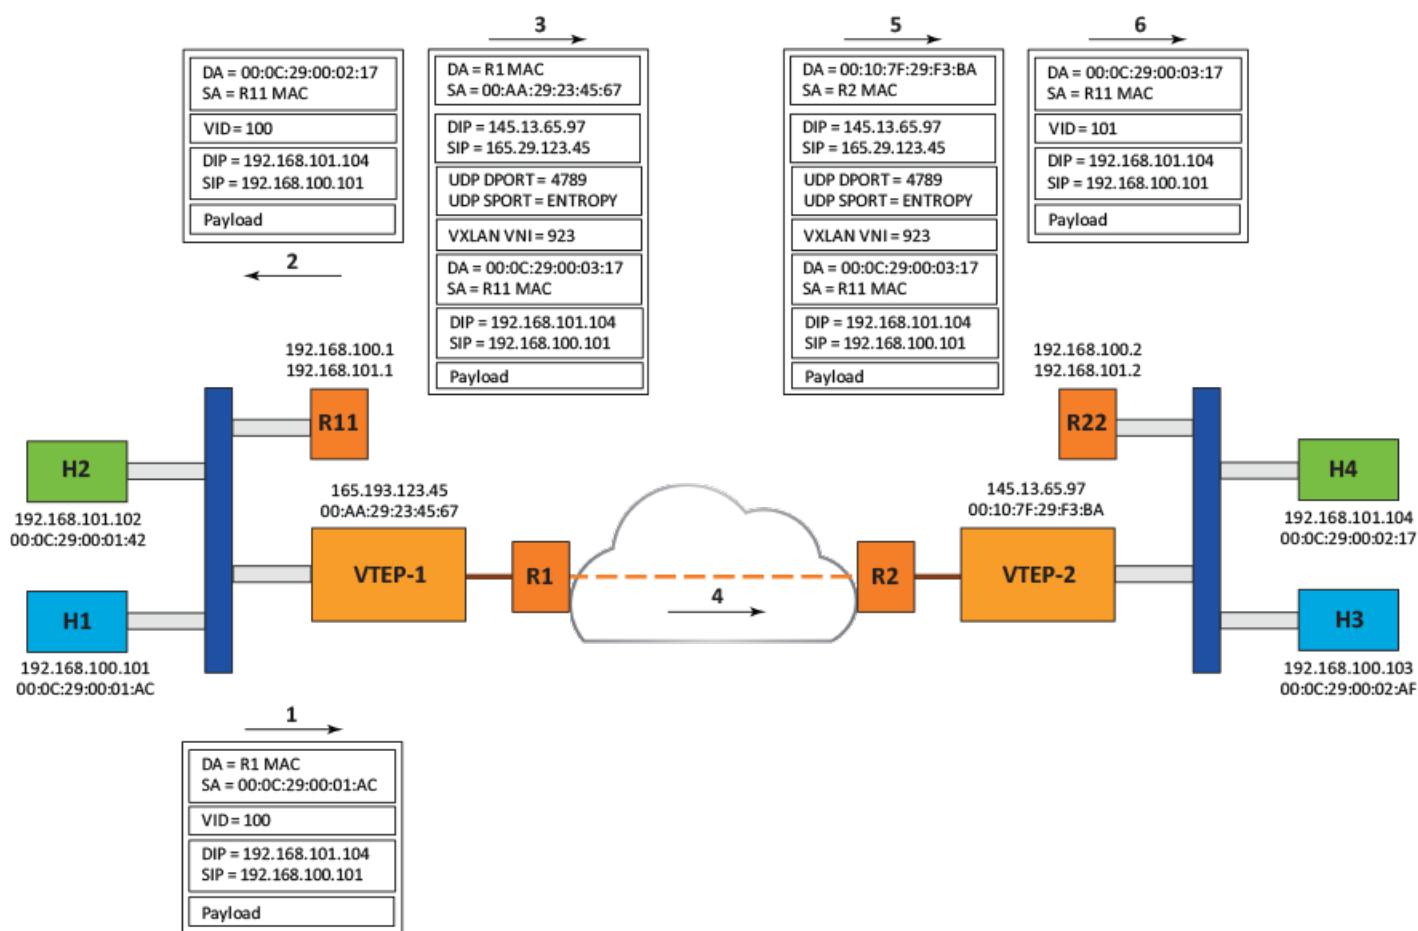 3
5
6
DA = 00:0C:29:00:02:17
SA = R11 MAC
VID = 100
DIP = 192.168.101.104
SIP = 192.168.100.101
Payload
2
DA = R1 MAC
SA = 00:AA:29:23:45:67
DIP = 145.13.65.97
SIP = 165.29.123.45
UDP DPORT = 4789
UDP SPORT = ENTROPY
VXLAN VNI = 923
DA = 00:0C:29:00:03:17
SA = R11 MAC
DIP = 192.168.101.104
SIP = 192.168.100.101
Payload
DA = 00:10:7F:29:F3:BA
SA = R2 MAC
DIP = 145.13.65.97
SIP = 165.29.123.45
UDP DPORT = 4789
UDP SPORT = ENTROPY
VXLAN VNI = 923
DA = 00:0C:29:00:03:17
SA = R11 MAC
DIP = 192.168.101.104
SIP = 192.168.100.101
Payload
DA = 00:0C:29:00:03:17
SA = R11 MAC
VID = 101
DIP = 192.168.101.104
SIP = 192.168.100.101
Payload
192.168.100.1
192.168.101.1
R11
H2
192.168.101.102
00:0C:29:00:01:42
165.193.123.45
00:AA:29:23:45:67
VTEP-1
R1
H1
192.168.100.101
00:0C:29:00:01:AC
4
192.168.100.2
192.168.101.2
R22
H4
192.168.101.104
00:0C:29:00:02:17
145.13.65.97
00:10:7F:29:F3:BA
R2
VTEP-2
H3
192.168.100.103
00:0C:29:00:02:AF
1
DA = R1 MAC
SA = 00:0C:29:00:01:AC
VID = 100
DIP = 192.168.101.104
SIP = 192.168.100.101
Payload